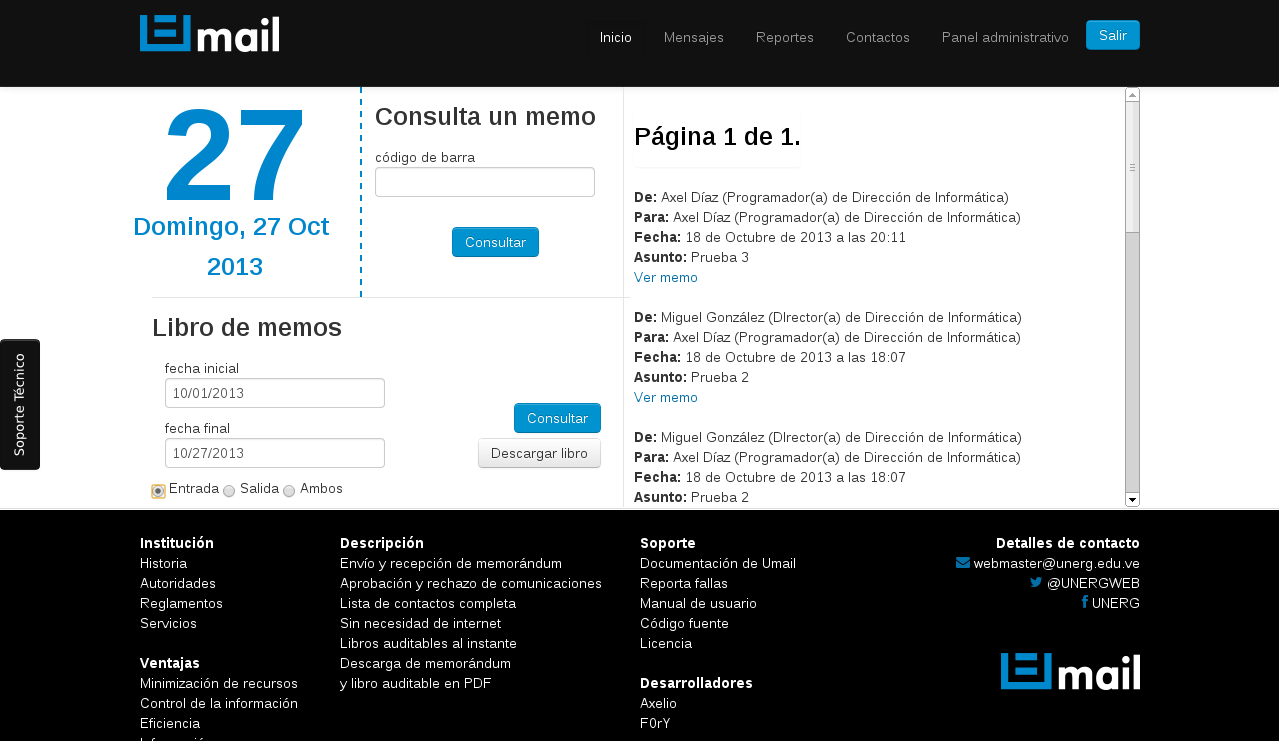 mail
Inicio
Mensajes
Reportes
Contactos
Panel administrativo
Salir
27
Domingo, 27 Oct
2013
Consulta un memo
código de barra
Consultar
Libro de memos
fecha inicial
10/01/2013
fecha final
10/27/2013
Consultar
Descargar libro
Entrada Salida Ambos
Soporte Técnico
Página 1 de 1.
De: Axel Díaz (Programador(a) de Dirección de Informática)
Para: Axel Díaz (Programador(a) de Dirección de Informática)
Fecha: 18 de Octubre de 2013 a las 20:11
Asunto: Prueba 3
Ver memo
De: Miguel González (DIrector(a) de Dirección de Informática)
Para: Axel Díaz (Programador(a) de Dirección de Informática)
Fecha: 18 de Octubre de 2013 a las 18:07
Asunto: Prueba 2
Ver memo
De: Miguel González (DIrector(a) de Dirección de Informática)
Para: Axel Díaz (Programador(a) de Dirección de Informática)
Fecha: 18 de Octubre de 2013 a las 18:07
Asunto: Prueba 2
Institución
Historia
Autoridades
Reglamentos
Servicios
Ventajas
Minimización de recursos
Control de la información
Eficiencia
Descripción
Envío y recepción de memorándum
Aprobación y rechazo de comunicaciones
Lista de contactos completa
Sin necesidad de internet
Libros auditables al instante
Descarga de memorándum
y libro auditable en PDF
Soporte
Documentación de Umail
Reporta fallas
Manual de usuario
Código fuente
Licencia
Desarrolladores
Axelio
F0rY
Detalles de contacto
webmaster@unerg.edu.ve
@UNERGWEB
UNERG
mail